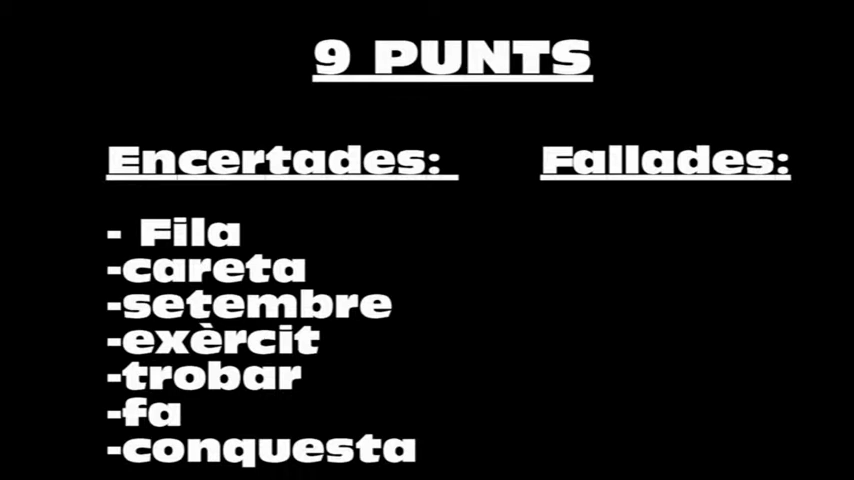 9 PUNTS
Encertades:
Fallades:
- Fila
-careta
-setembre
-exèrcit
-trobar
-fa
-conquesta